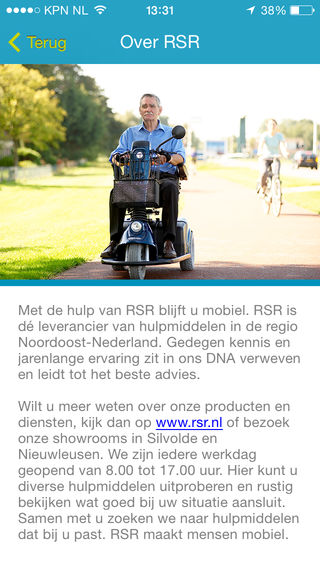 KPN NL 13:31 38%
Terug Over RSR
Met de hulp van RSR blijft u mobiel. RSR is
dé leverancier van hulpmiddelen in de regio
Noordoost-Nederland. Gedegen kennis en
jarenlange ervaring zit in ons DNA verweven
en leidt tot het beste advies.
Wilt u meer weten over onze producten en
diensten, kijk dan op www.rsr.nl of bezoek
onze showrooms in Silvolde en
Nieuwleusen. We zijn iedere werkdag
geopend van 8.00 tot 17.00 uur. Hier kunt u
diverse hulpmiddelen uitproberen en rustig
bekijken wat goed bij uw situatie aansluit.
Samen met u zoeken we naar hulpmiddelen
dat bij u past. RSR maakt mensen mobiel.